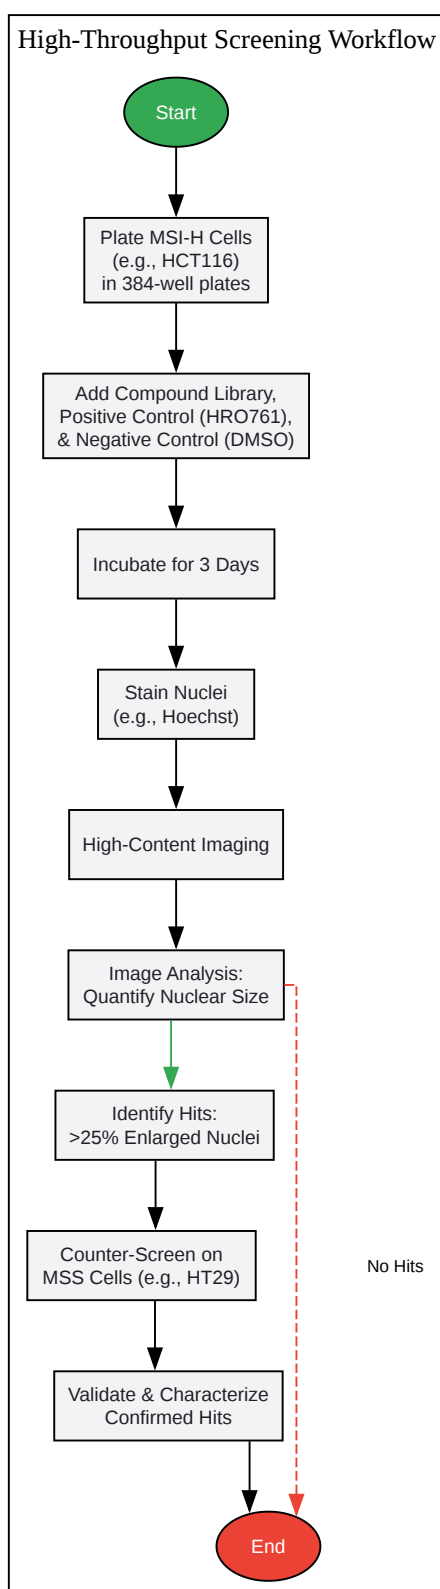 High-Throughput Screening Workflow
Start
Plate MSI-H Cells
(e.g., HCT116)
in 384-well plates
Add Compound Library,
Positive Control (HRO761),
& Negative Control (DMSO)
Incubate for 3 Days
Stain Nuclei
(e.g., Hoechst)
High-Content Imaging
Image Analysis:
Quantify Nuclear Size
Identify Hits:
>25% Enlarged Nuclei
Counter-Screen on
MSS Cells (e.g., HT29)
No Hits
Validate & Characterize
Confirmed Hits
End